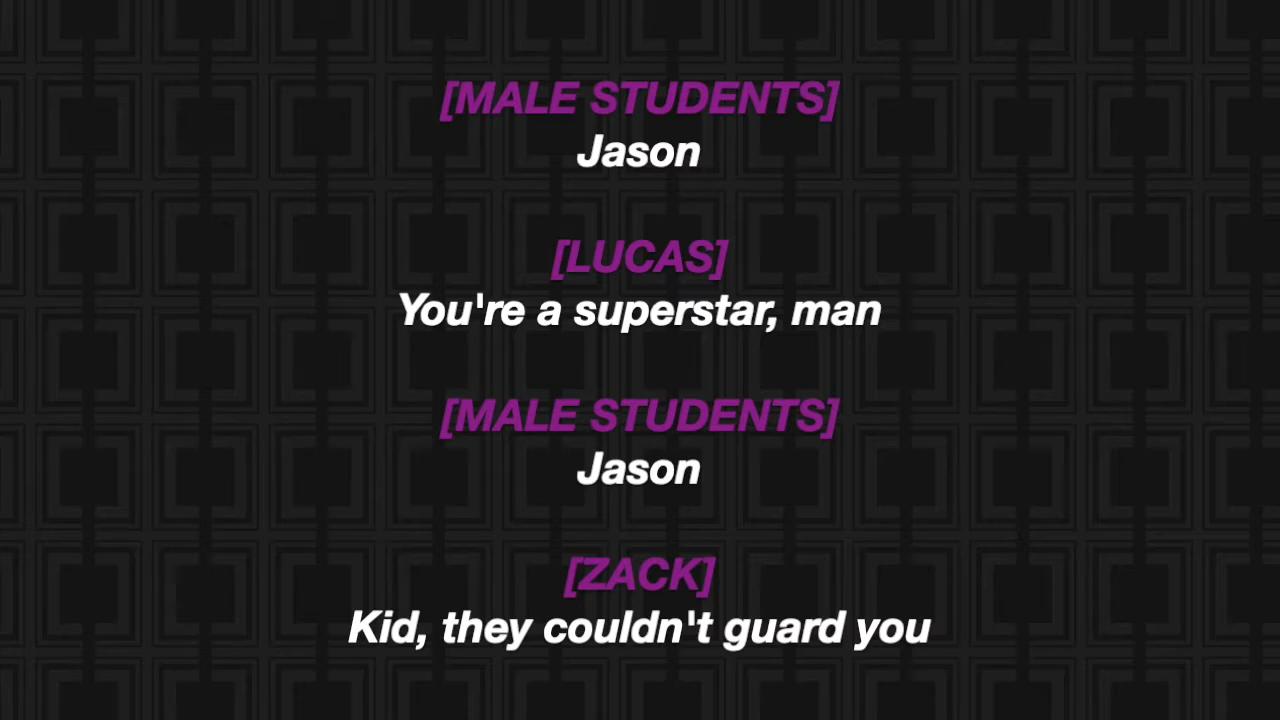 [MALE STUDENTS]
Jason
[LUCAS]
You're a superstar, man
[MALE STUDENTS]
Jason
[ZACK]
Kid, they couldn't guard you